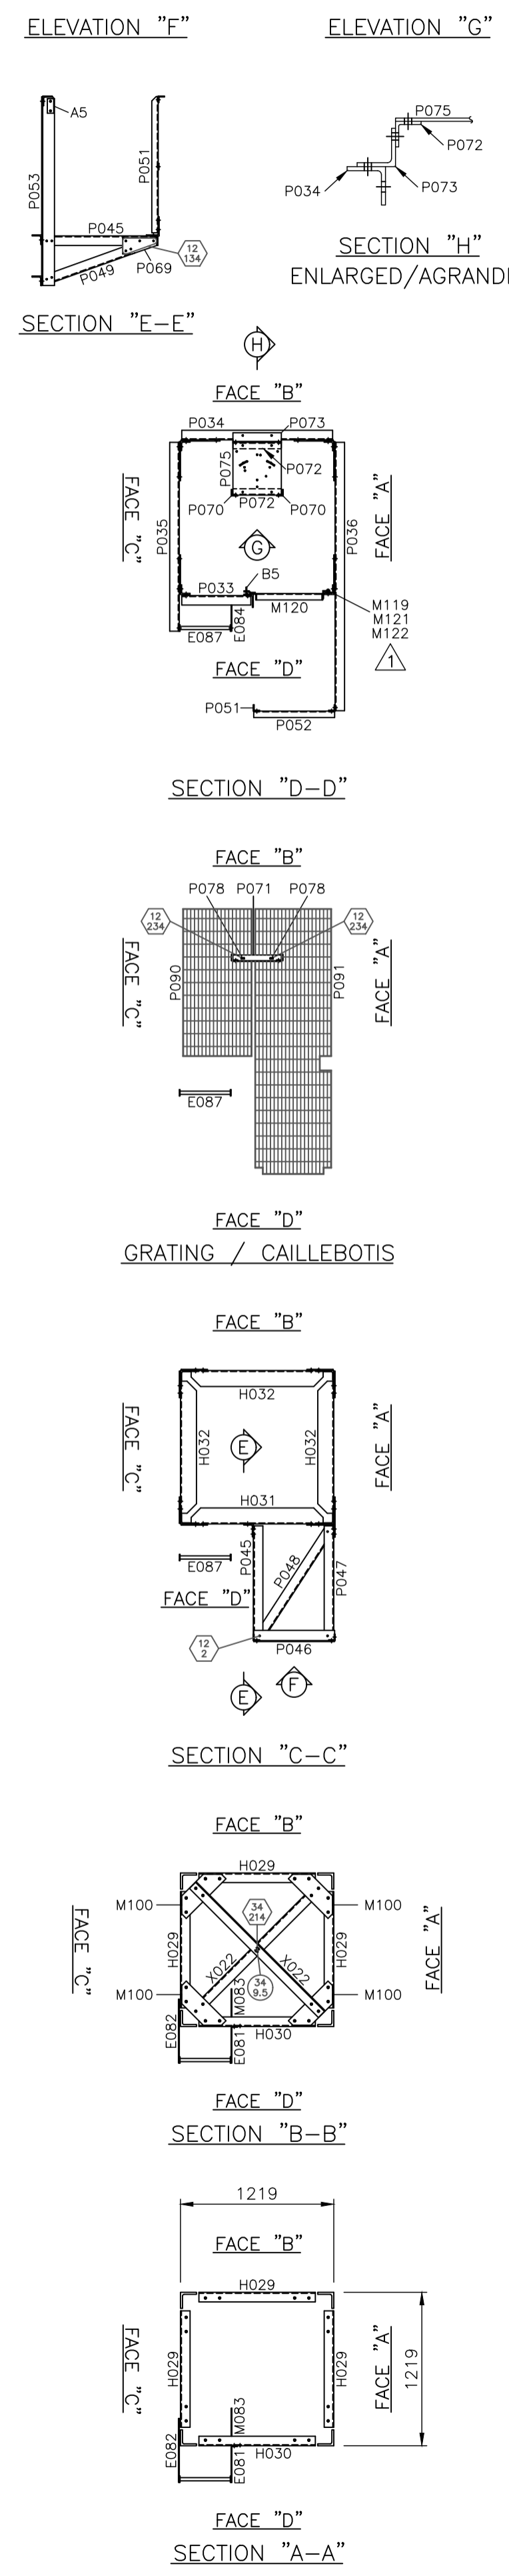 ELEVATION "F"
ELEVATION "G"
A5
P053
P051
P045
P049
P069
12
134
SECTION "E-E"
P075
P072
P034
P073
SECTION "H"
ENLARGED/AGRANDI
H
FACE "B"
P034
P073
P075
P072
P070
P072
P070
P035
P036
FACE "C"
FACE "A"
G
P033
B5
M120
E084
E087
M119
M121
M122
1
FACE "D"
P051
P052
SECTION "D-D"
FACE "B"
P078
P071
P078
12
234
12
234
P090
P091
FACE "C"
FACE "A"
E087
FACE "D"
GRATING / CAILLEBOTIS
FACE "B"
H032
H032
H032
E
H031
FACE "C"
FACE "A"
E087
P045
P048
P047
FACE "D"
12
2
P046
E
F
SECTION "C-C"
FACE "B"
H029
M100
M100
34
214
H029
H029
X022
X022
34
9.5
FACE "C"
FACE "A"
M100
M100
M083
E082
E081
H030
FACE "D"
SECTION "B-B"
1219
FACE "B"
H029
H029
H029
FACE "C"
FACE "A"
1219
M083
E082
E081
H030
FACE "D"
SECTION "A-A"